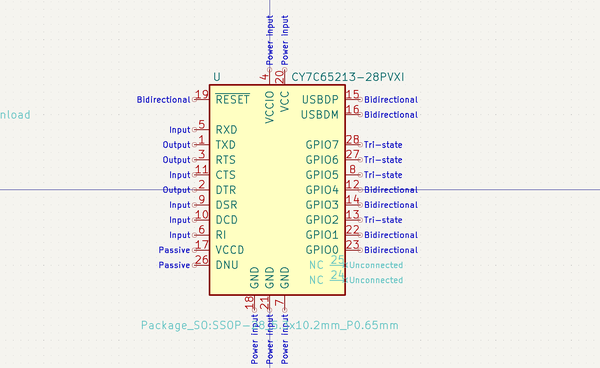 Power input
Power input
4
20
U
CY7C65213-28PVXI
Bidirectional 19 RESET
VCCIO
VCC
USBDP 15 Bidirectional
USBDM 16 Bidirectional
nload
Input 5 RXD
Output 1 TXD
GPIO7 28 Tri-state
Output 3 RTS
GPIO6 27 Tri-state
Input 11 CTS
GPIO5 8 Tri-state
Output 2 DTR
GPIO4 12 Bidirectional
Input 9 DSR
GPIO3 14 Bidirectional
Input 10 DCD
GPIO2 13 Tri-state
Input 6 RI
GPIO1 22 Bidirectional
Passive 17 VCCD
GPIO0 23 Bidirectional
Passive 26 DNU
NC 25 Unconnected
NC 24 Unconnected
GND
GND
GND
18
21
7
Package_SO:SSOP- x10.2mm_P0.65mm
Power input
Power input
Power input